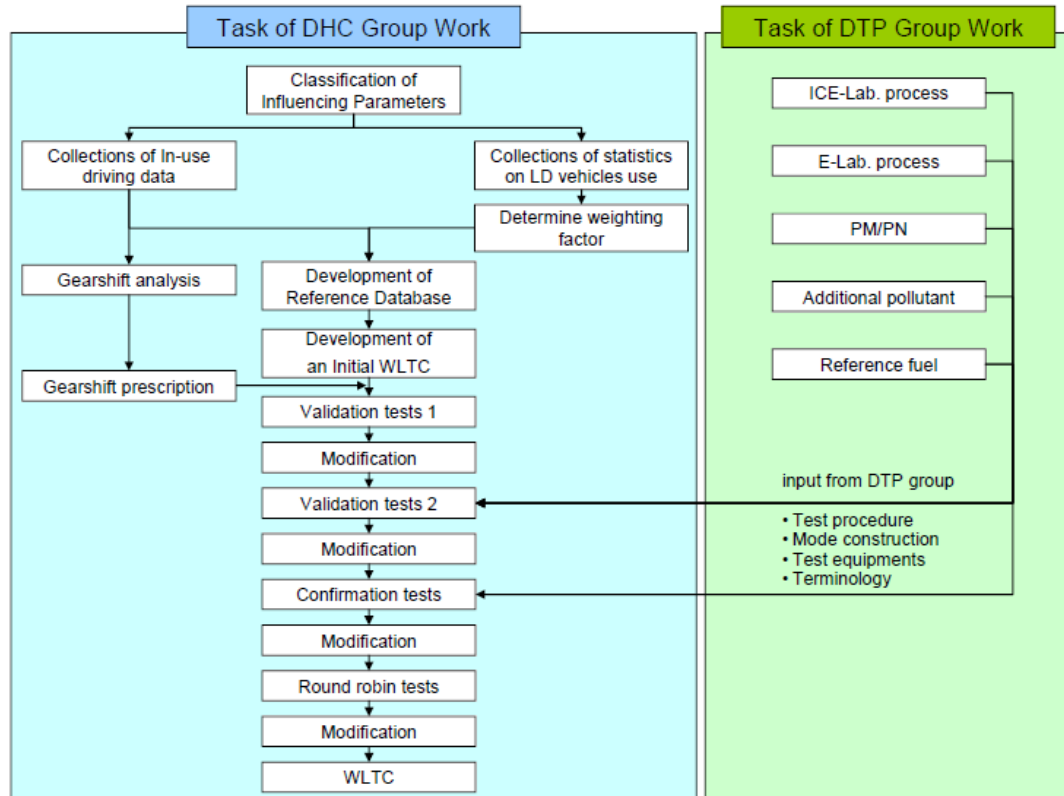 Task of DHC Group Work
Classification of
Influencing Parameters
Collections of In-use
driving data
Collections of statistics
on LD vehicles use
Determine weighting
factor
Gearshift analysis
Development of
Reference Database
Development of
an Initial WLTC
Gearshift prescription
Validation tests 1
Modification
Validation tests 2
Modification
Confirmation tests
Modification
Round robin tests
Modification
WLTC
Task of DTP Group Work
ICE-Lab. process
E-Lab. process
PM/PN
Additional pollutant
Reference fuel
input from DTP group
• Test procedure
• Mode construction
• Test equipments
• Terminology